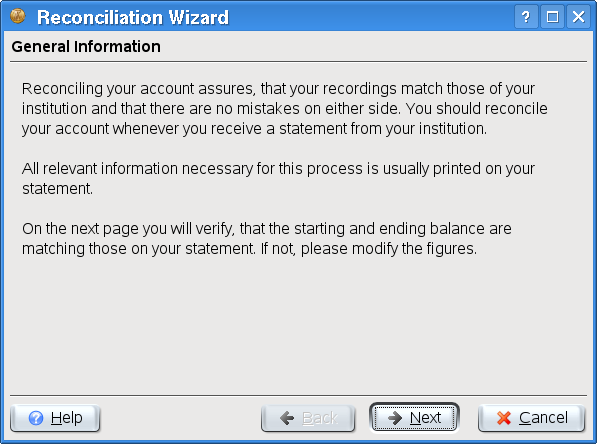 Reconciliation Wizard
?
General Information
Reconciling your account assures, that your recordings match those of your
institution and that there are no mistakes on either side. You should reconcile
your account whenever you receive a statement from your institution.
All relevant information necessary for this process is usually printed on your
statement.
On the next page you will verify, that the starting and ending balance are
matching those on your statement. If not, please modify the figures.
? Help
Back
Next
Cancel